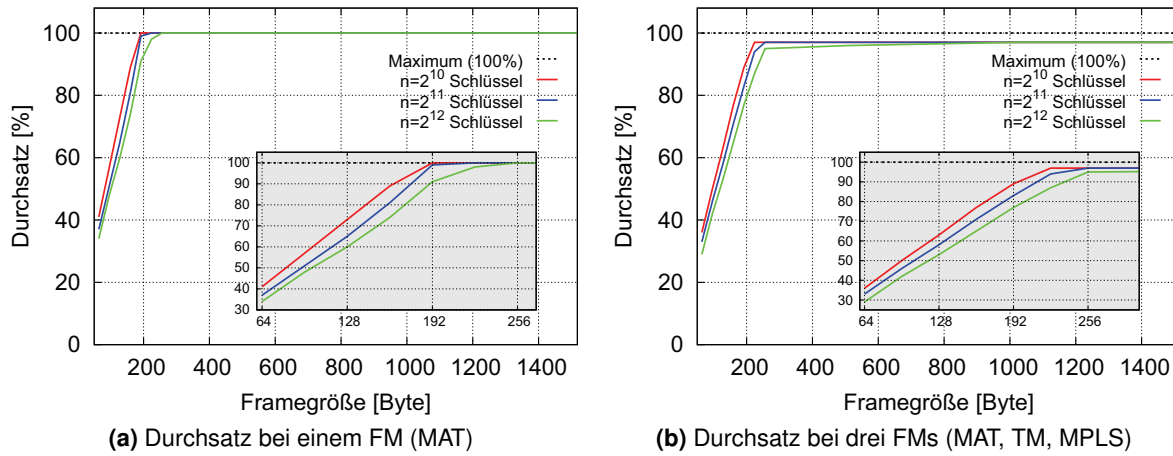 100
80
60
40
20
0
Durchsatz [%]
Maximum (100%)
n=2^10 Schlüssel
n=2^11 Schlüssel
n=2^12 Schlüssel
100
90
80
70
60
50
40
30
64 128 192 256
200 400 600 800 1000 1200 1400
Framegröße [Byte]
(a) Durchsatz bei einem FM (MAT)
100
80
60
40
20
0
Durchsatz [%]
Maximum (100%)
n=2^10 Schlüssel
n=2^11 Schlüssel
n=2^12 Schlüssel
100
90
80
70
60
50
40
30
64 128 192 256
200 400 600 800 1000 1200 1400
Framegröße [Byte]
(b) Durchsatz bei drei FMs (MAT, TM, MPLS)